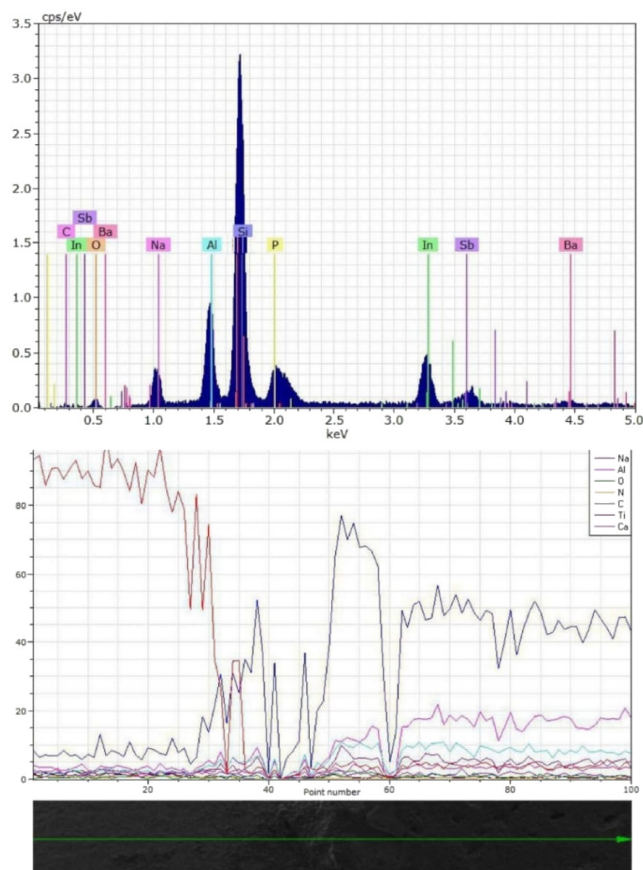 cps/eV
3.5
3.0
2.5
2.0
1.5
1.0
0.5
0.0
Sb
C Ba
In O Na Al Si P In Sb Ba
0.5 1.0 1.5 2.0 2.5 3.0 3.5 4.0 4.5 5.0
keV
Na
Al
O
N
C
Ti
Ca
80
60
40
20
0
20 40 60 80 100
Point number